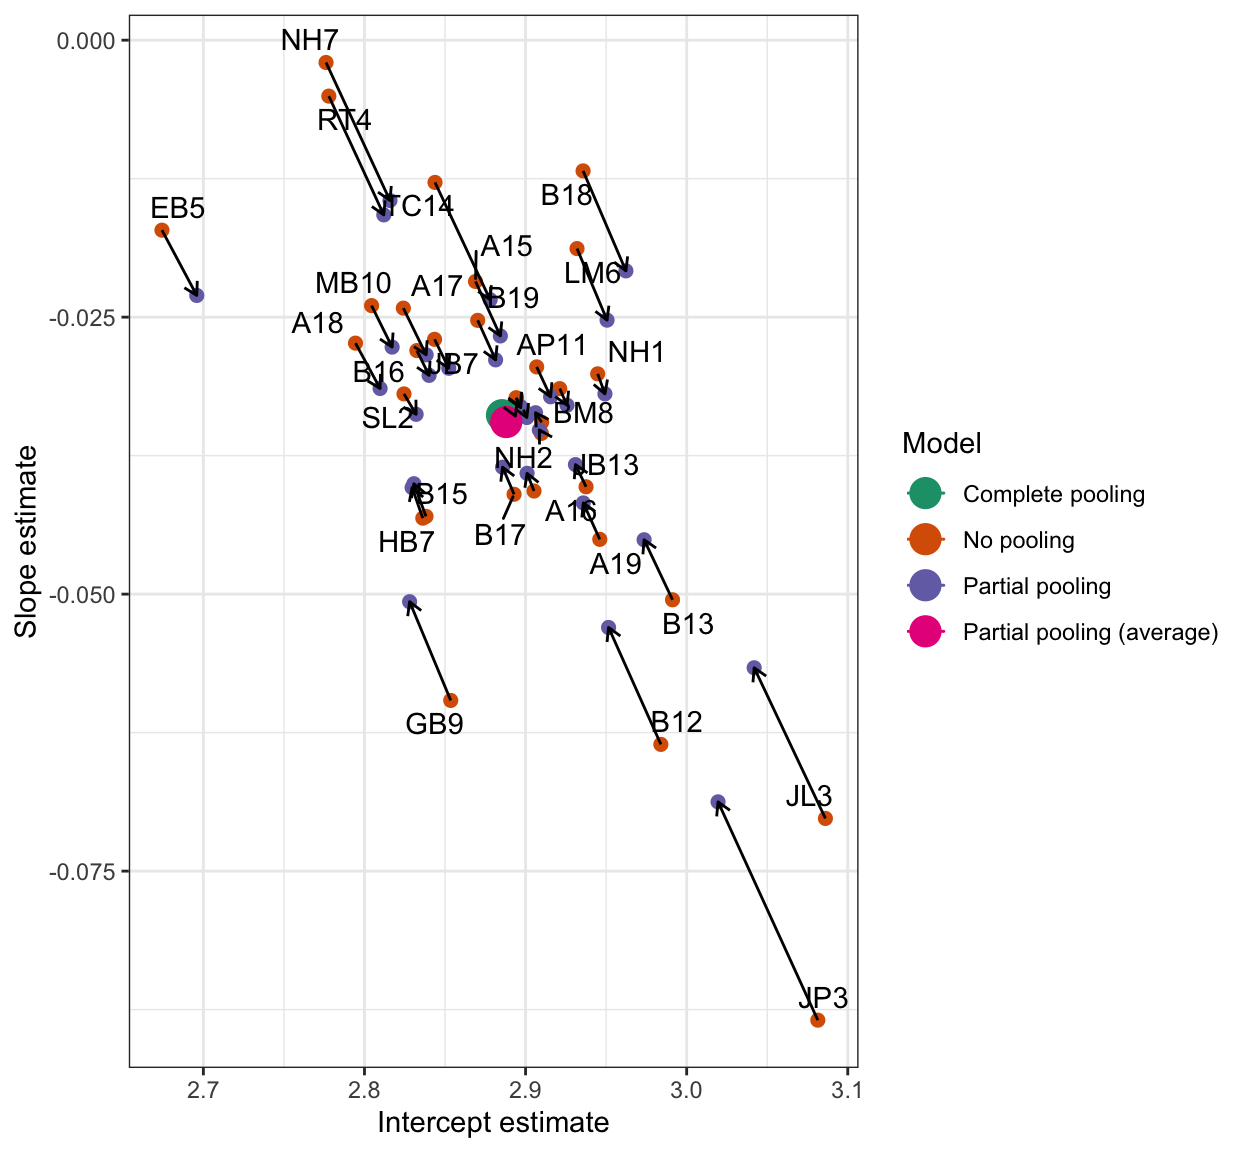 NH7
0.000
RT4
B18
TC14
EB5
A15
LM6
MB10
A17
B19
-0.025
A18
AP11
NH1
B16
JB7
SL2
BM8
Model
NH2
JB13
Complete pooling
B15
A16
B17
HB7
No pooling
A19
Partial pooling
-0.050
B13
Partial pooling (average)
Slope estimate
GB9
B12
JL3
-0.075
JP3
2.7
2.8
2.9
3.0
3.1
Intercept estimate